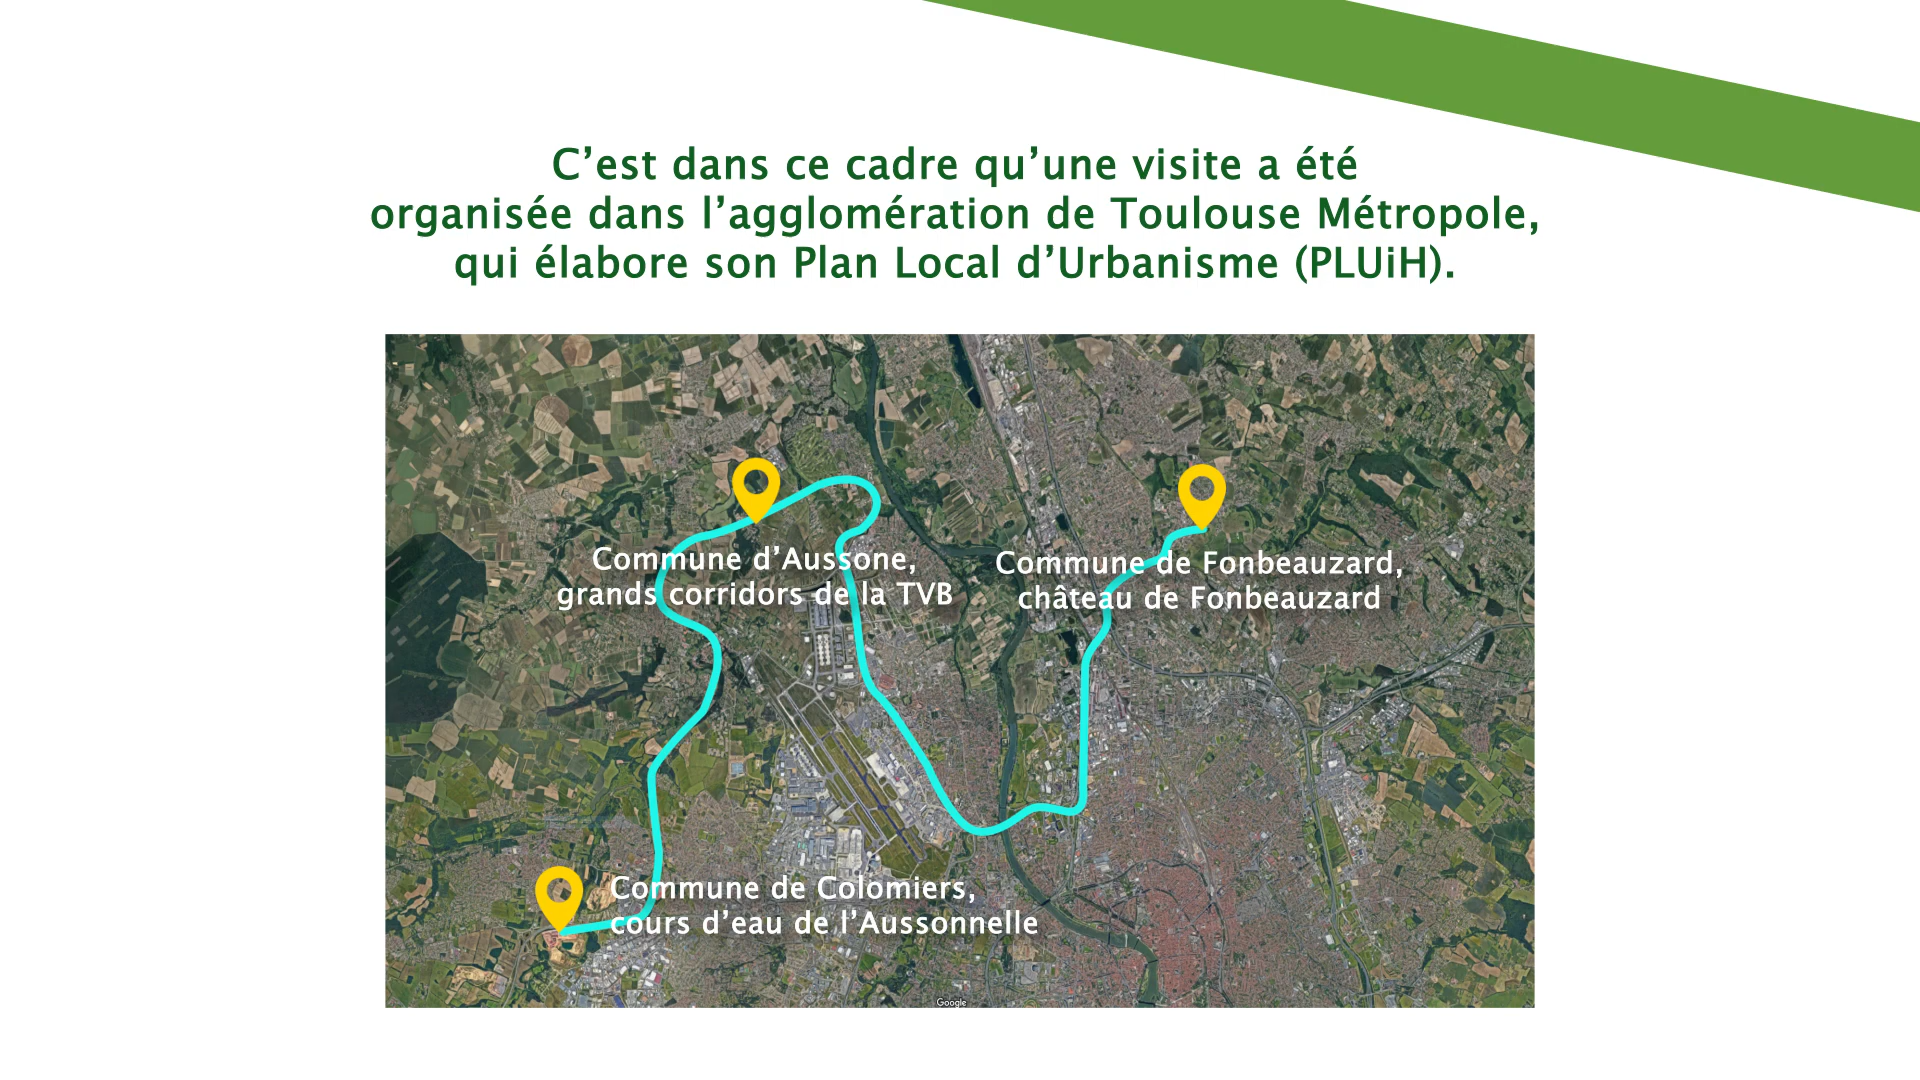 C’est dans ce cadre qu’une visite a été
organisée dans l’agglomération de Toulouse Métropole,
qui élabore son Plan Local d’Urbanisme (PLUiH).
Commune d’Aussone,
grands corridors de la TVB
Commune de Fonbeauzard,
château de Fonbeauzard
Commune de Colomiers,
cours d’eau de l’Aussonnelle
Google